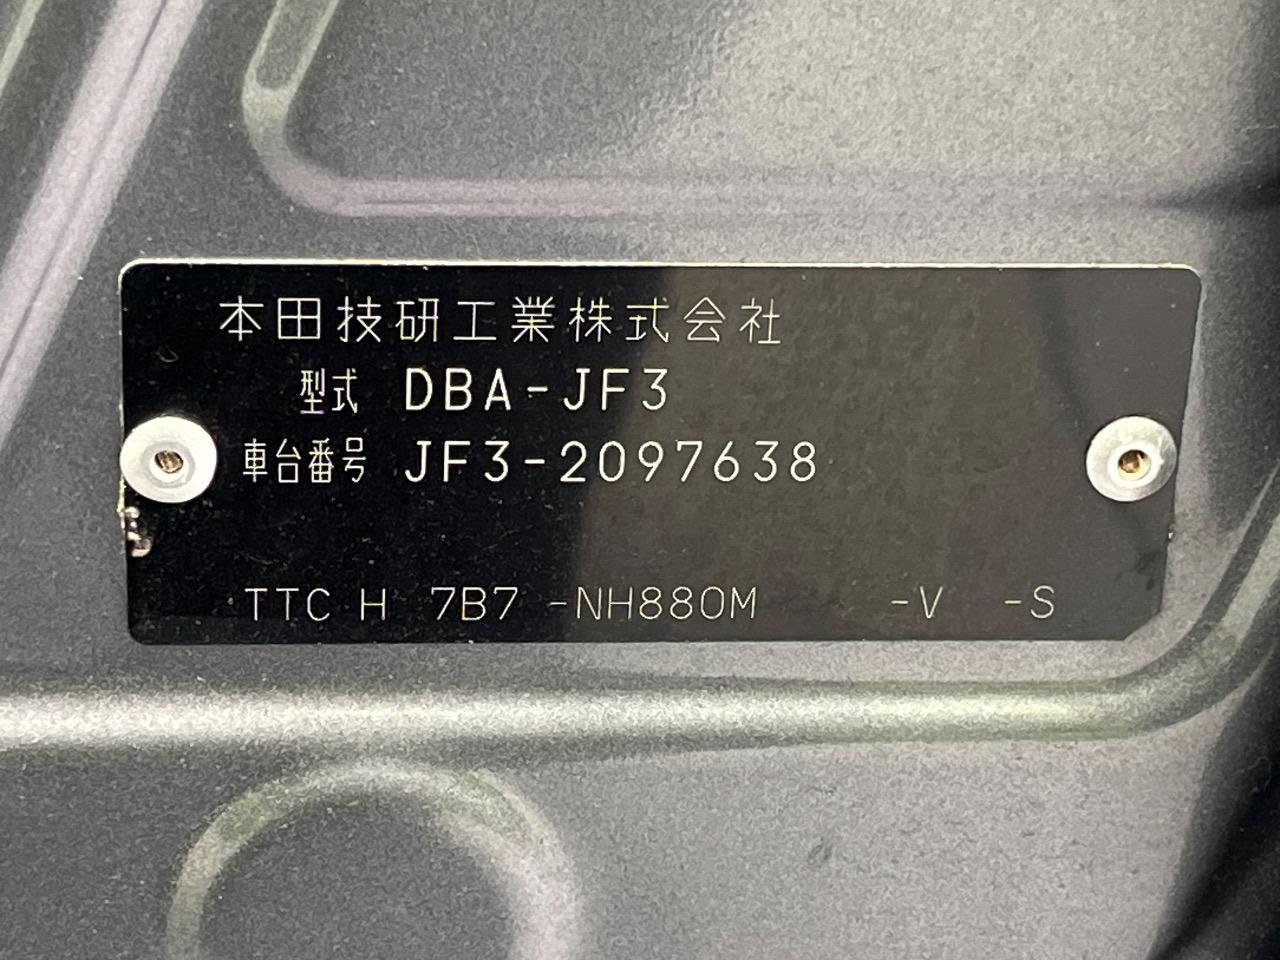 本田技研工業株式会社
型式 DBA-JF3
車台番号 JF3-2097638
TTC H 7B7 -NH880M -V -S